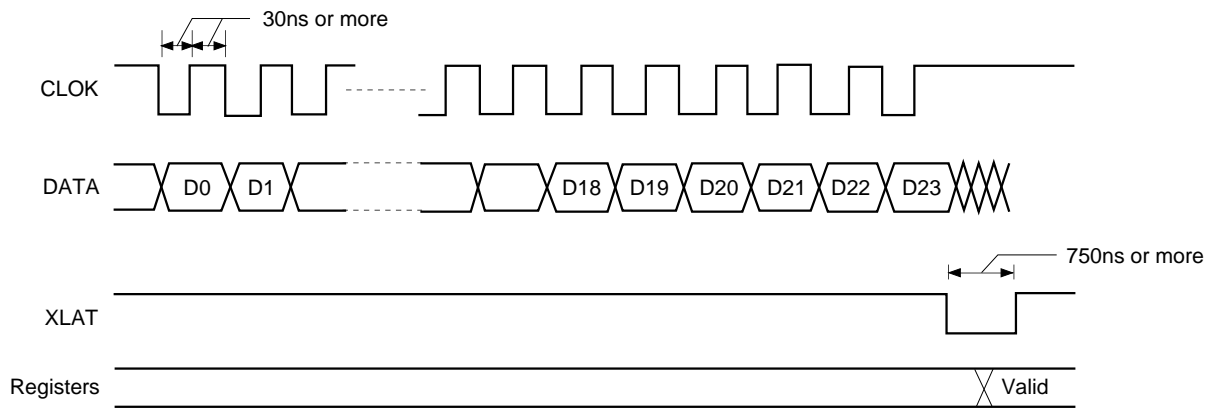 30ns or more
CLOK
DATA D0 D1 D18 D19 D20 D21 D22 D23
750ns or more
XLAT
Registers Valid